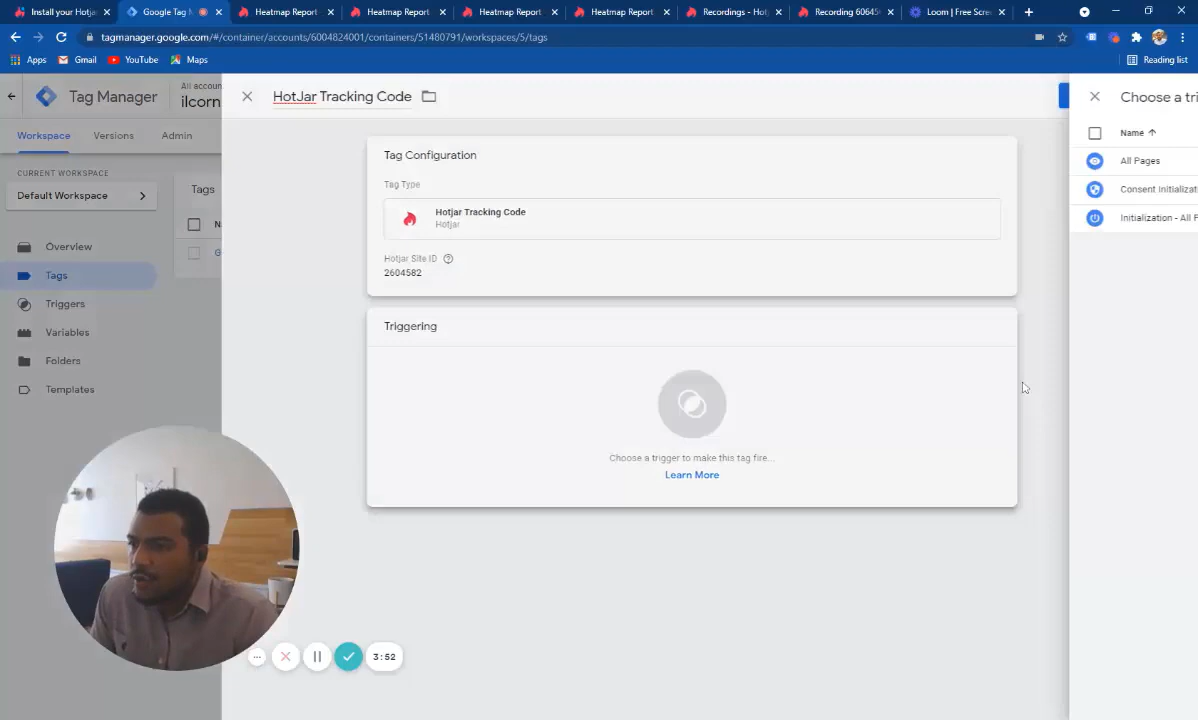 Install your Hotja
Google Tag M
Heatmap Report
Heatmap Report
Heatmap Report
Heatmap Report
Recordings - Hot
Recording 6064
Loom | Free Scre
tagmanager.google.com/#/container/accounts/6004824001/containers/51480791/workspaces/5/tags
Apps
Gmail
YouTube
Maps
Reading list
Tag Manager
All accou
ilcorn
Workspace
Versions
Admin
CURRENT WORKSPACE
Default Workspace
Overview
Tags
Triggers
Variables
Folders
Templates
Tags
N
G
HotJar Tracking Code
Tag Configuration
Tag Type
Hotjar Tracking Code
Hotjar
Hotjar Site ID
2604582
Triggering
Choose a trigger to make this tag fire...
Learn More
Choose a tri
Name
All Pages
Consent Initializat
Initialization - All P
3:52